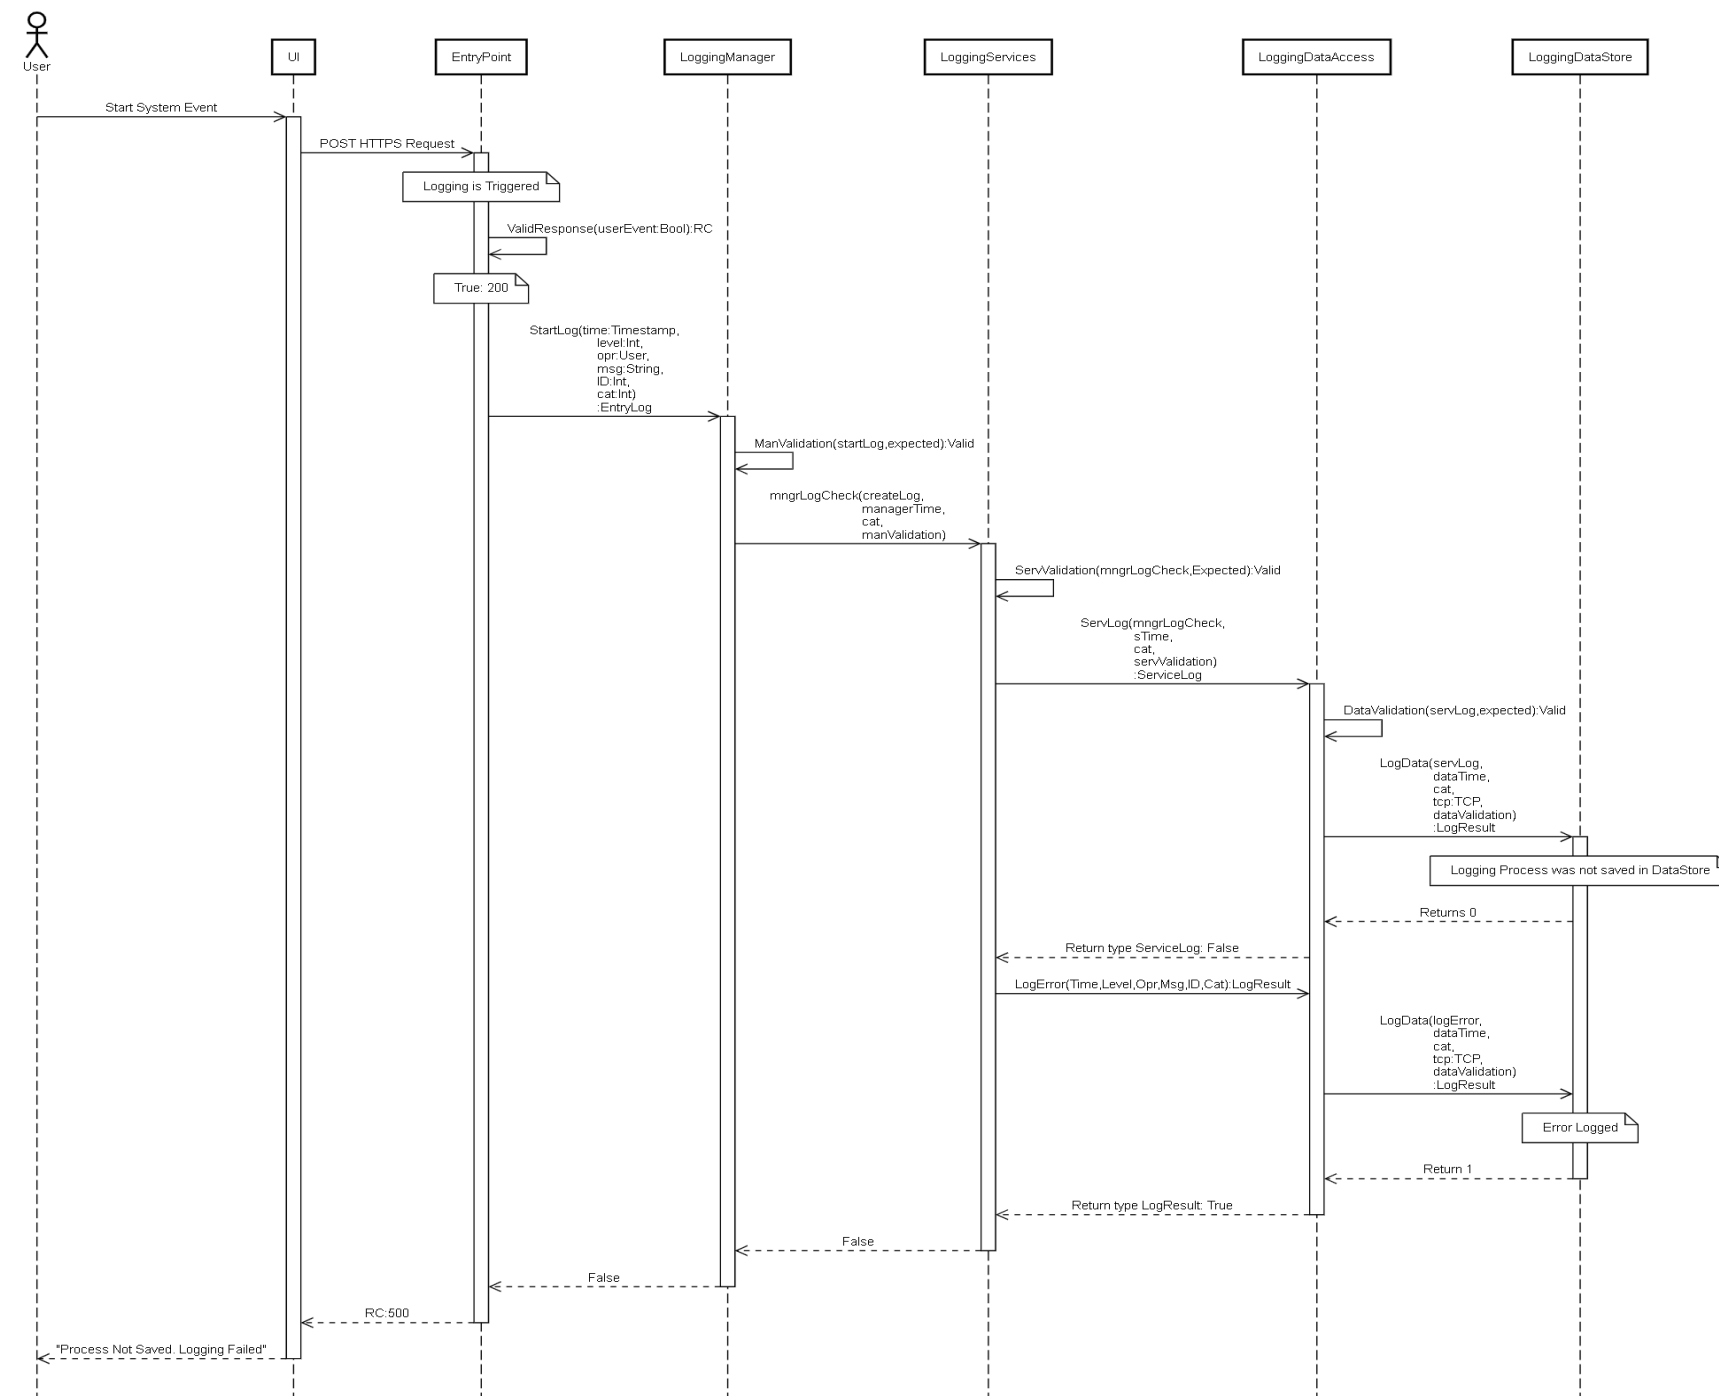 User
UI
EntryPoint
LoggingManager
LoggingServices
LoggingDataAccess
LoggingDataStore
Start System Event
POST HTTPS Request
Logging is Triggered
ValidResponse(userEvent:Bool):RC
True: 200
StartLog(time:Timestamp,
level:Int,
opr:User,
msg:String,
ID:Int,
cat:Int)
:EntryLog
ManValidation(startLog,expected):Valid
mngrLogCheck(createLog,
managerTime,
cat,
manValidation)
ServValidation(mngrLogCheck,Expected):Valid
ServLog(mngrLogCheck,
sTime,
cat,
servValidation)
:ServiceLog
DataValidation(servLog,expected):Valid
LogData(servLog,
dataTime,
cat,
tcp:TCP,
dataValidation)
:LogResult
Logging Process was not saved in DataStore
Returns 0
Return type ServiceLog: False
LogError(Time,Level,Opr,Msg,ID,Cat):LogResult
LogData(logError,
dataTime,
cat,
tcp:TCP,
dataValidation)
:LogResult
Error Logged
Return 1
Return type LogResult: True
False
False
RC:500
"Process Not Saved. Logging Failed"